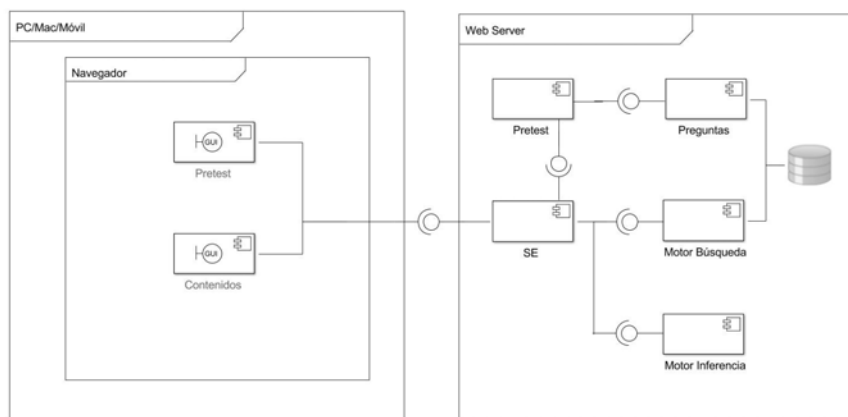 PC/Mac/Móvil
Navegador
GUI
Pretest
GUI
Contenidos
Web Server
Pretest
Preguntas
SE
Motor Búsqueda
Motor Inferencia